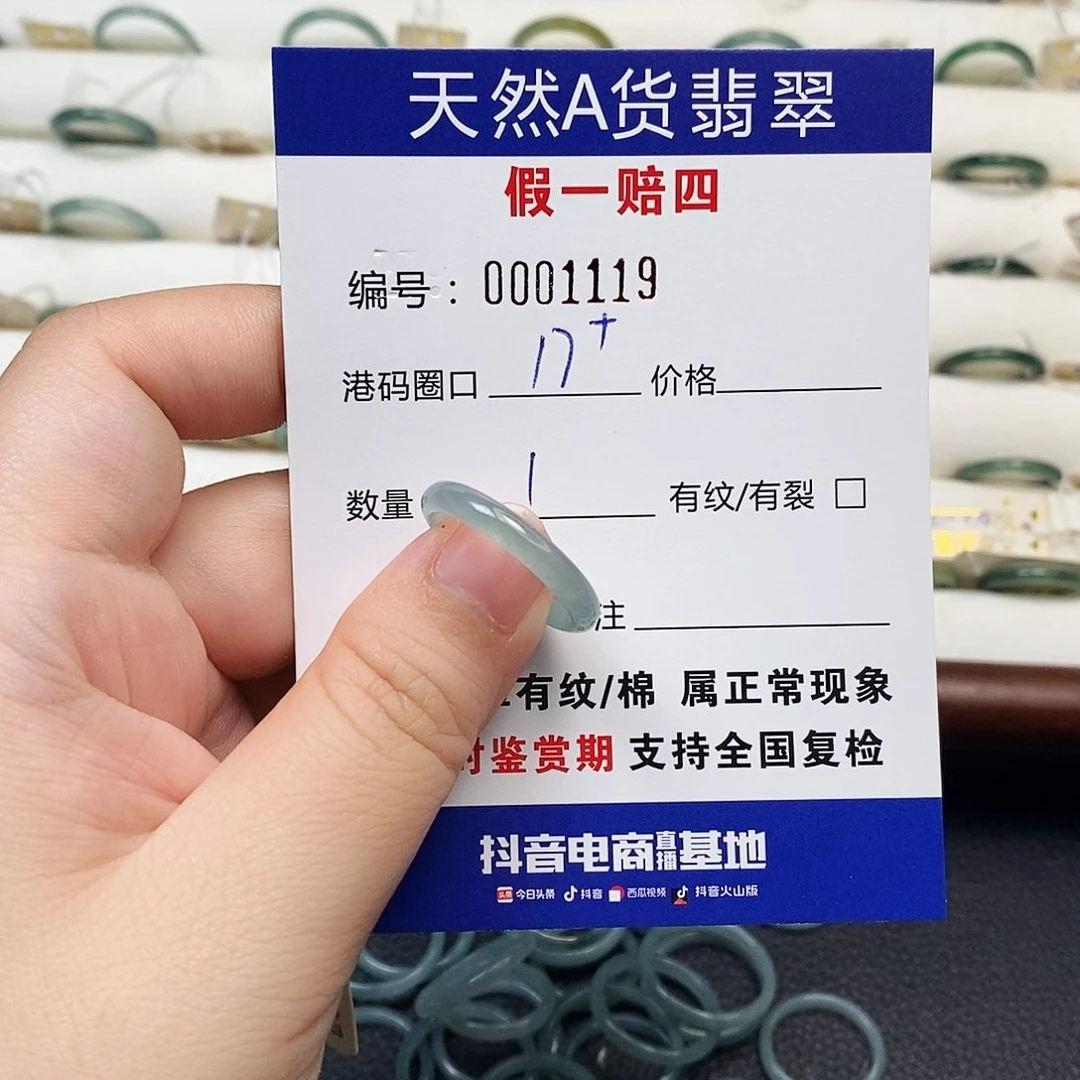 天然A货翡翠
假一赔四
编号：0001119
港码圈口 17+ 价格
数量 1 有纹/有裂 □
注
有纹/棉 属正常现象
鉴赏期 支持全国复检
抖音电商直播基地
头条 今日头条 抖音 西瓜视频 抖音火山版